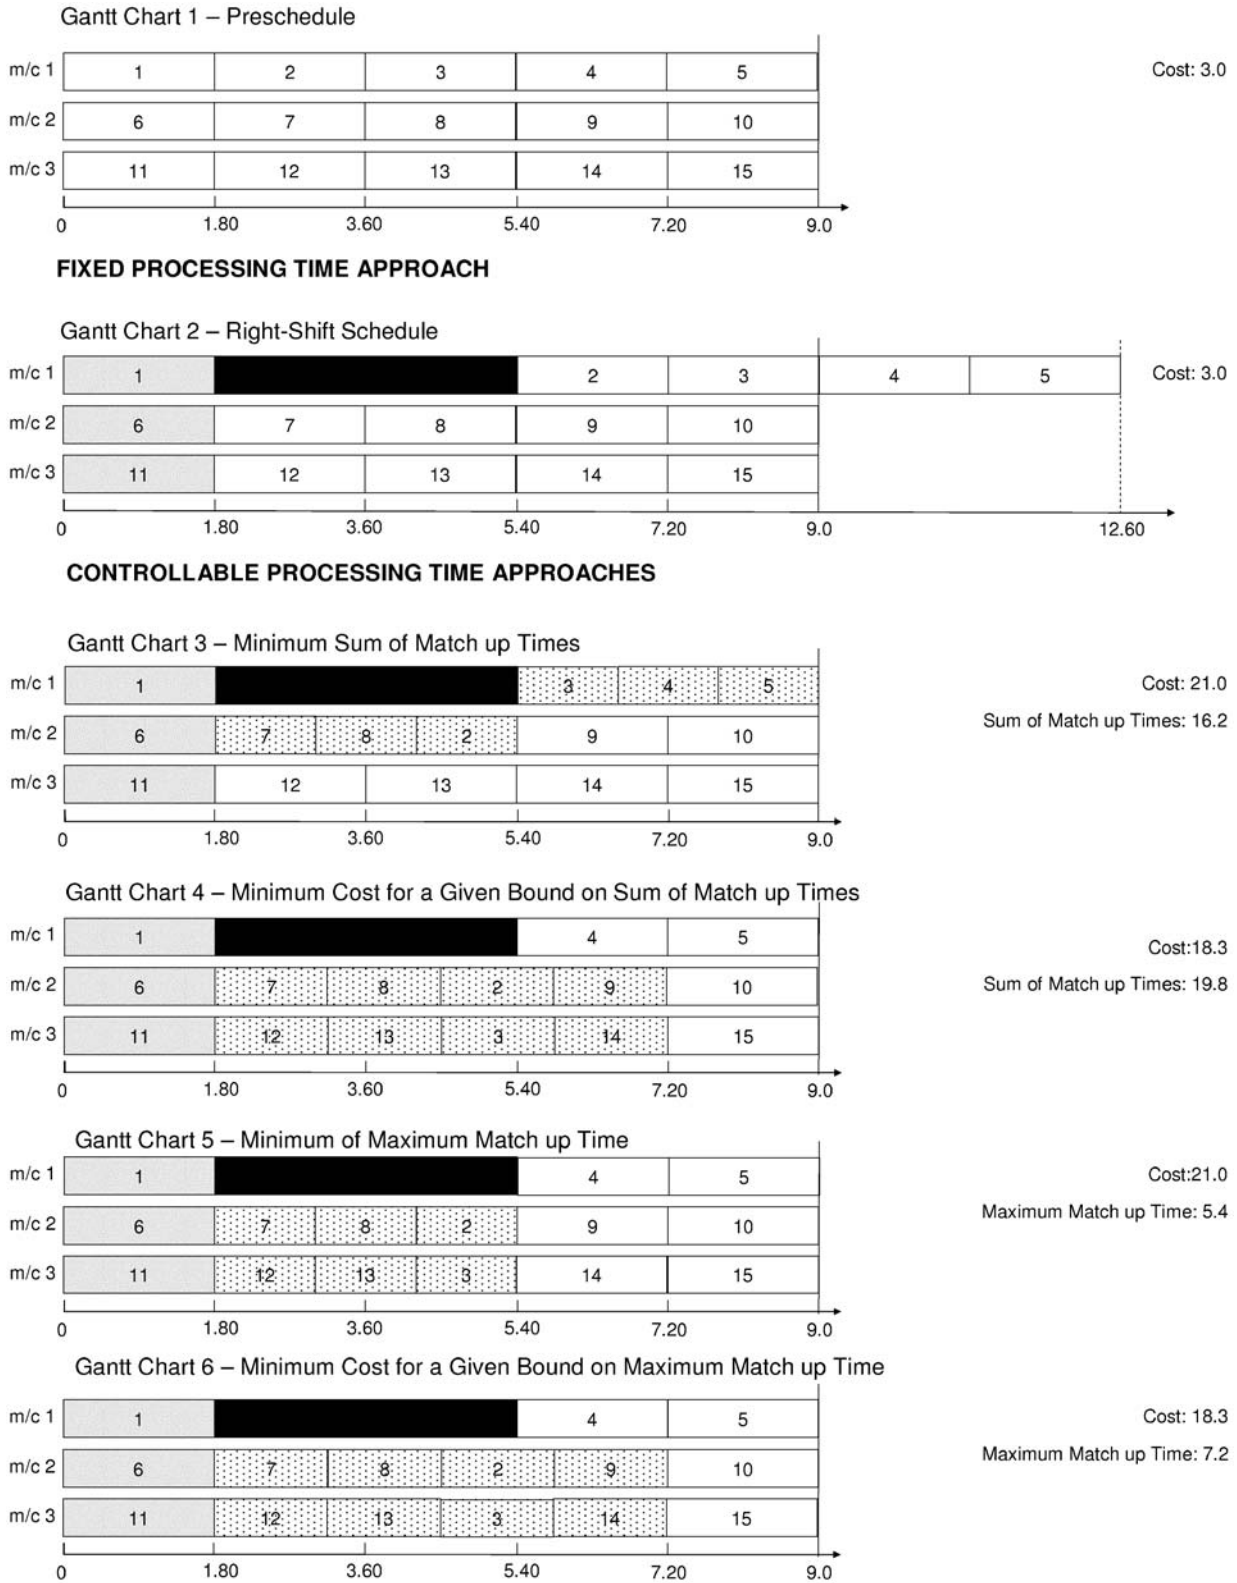 Gantt Chart 1 – Preschedule
m/c 1 1 2 3 4 5 Cost: 3.0
m/c 2 6 7 8 9 10
m/c 3 11 12 13 14 15
0 1.80 3.60 5.40 7.20 9.0
FIXED PROCESSING TIME APPROACH
Gantt Chart 2 – Right-Shift Schedule
m/c 1 1 2 3 4 5 Cost: 3.0
m/c 2 6 7 8 9 10
m/c 3 11 12 13 14 15
0 1.80 3.60 5.40 7.20 9.0 12.60
CONTROLLABLE PROCESSING TIME APPROACHES
Gantt Chart 3 – Minimum Sum of Match up Times
m/c 1 1 3 4 5 Cost: 21.0
Sum of Match up Times: 16.2
m/c 2 6 7 8 2 9 10
m/c 3 11 12 13 14 15
0 1.80 3.60 5.40 7.20 9.0
Gantt Chart 4 – Minimum Cost for a Given Bound on Sum of Match up Times
m/c 1 1 4 5 Cost:18.3
m/c 2 6 7 8 2 9 10 Sum of Match up Times: 19.8
m/c 3 11 12 13 3 14 15
0 1.80 3.60 5.40 7.20 9.0
Gantt Chart 5 – Minimum of Maximum Match up Time
m/c 1 1 4 5 Cost:21.0
m/c 2 6 7 8 2 9 10 Maximum Match up Time: 5.4
m/c 3 11 12 13 3 14 15
0 1.80 3.60 5.40 7.20 9.0
Gantt Chart 6 – Minimum Cost for a Given Bound on Maximum Match up Time
m/c 1 1 4 5 Cost: 18.3
m/c 2 6 7 8 2 9 10 Maximum Match up Time: 7.2
m/c 3 11 12 13 3 14 15
0 1.80 3.60 5.40 7.20 9.0